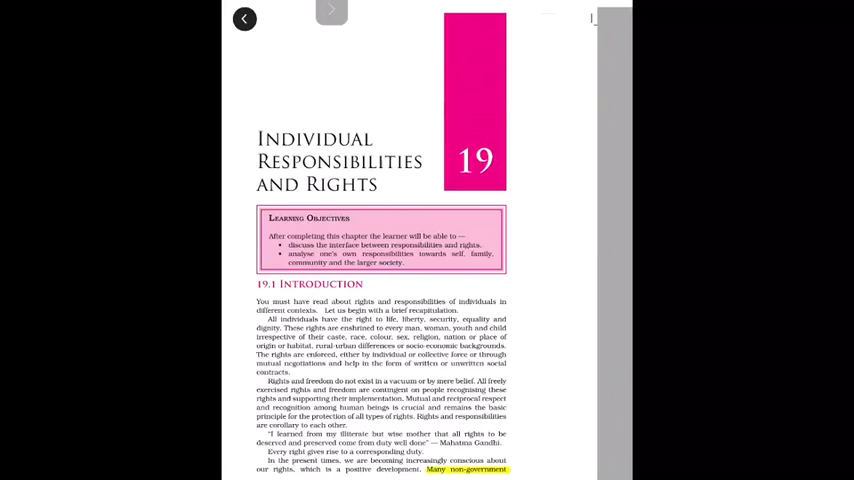 INDIVIDUAL
RESPONSIBILITIES
AND RIGHTS
19
LEARNING OBJECTIVES
After completing this chapter the learner will be able to —
• discuss the interface between responsibilities and rights.
• analyse one's own responsibilities towards self, family,
community and the larger society.
19.1 INTRODUCTION
You must have read about rights and responsibilities of individuals in
different contexts. Let us begin with a brief recapitulation.
All individuals have the right to life, liberty, security, equality and
dignity. These rights are enshrined to every man, woman, youth and child
irrespective of their caste, race, colour, sex, religion, nation or place of
origin or habitat, rural-urban differences or socio-economic backgrounds.
The rights are enforced, either by individual or collective force or through
mutual negotiations and help in the form of written or unwritten social
contracts.
Rights and freedom do not exist in a vacuum or by mere belief. All freely
exercised rights and freedom are contingent on people recognising these
rights and supporting their implementation. Mutual and reciprocal respect
and recognition among human beings is crucial and remains the basic
principle for the protection of all types of rights. Rights and responsibilities
are corollary to each other.
"I learned from my illiterate but wise mother that all rights to be
deserved and preserved come from duty well done" — Mahatma Gandhi.
Every right gives rise to a corresponding duty.
In the present times, we are becoming increasingly conscious about
our rights, which is a positive development. Many non-government